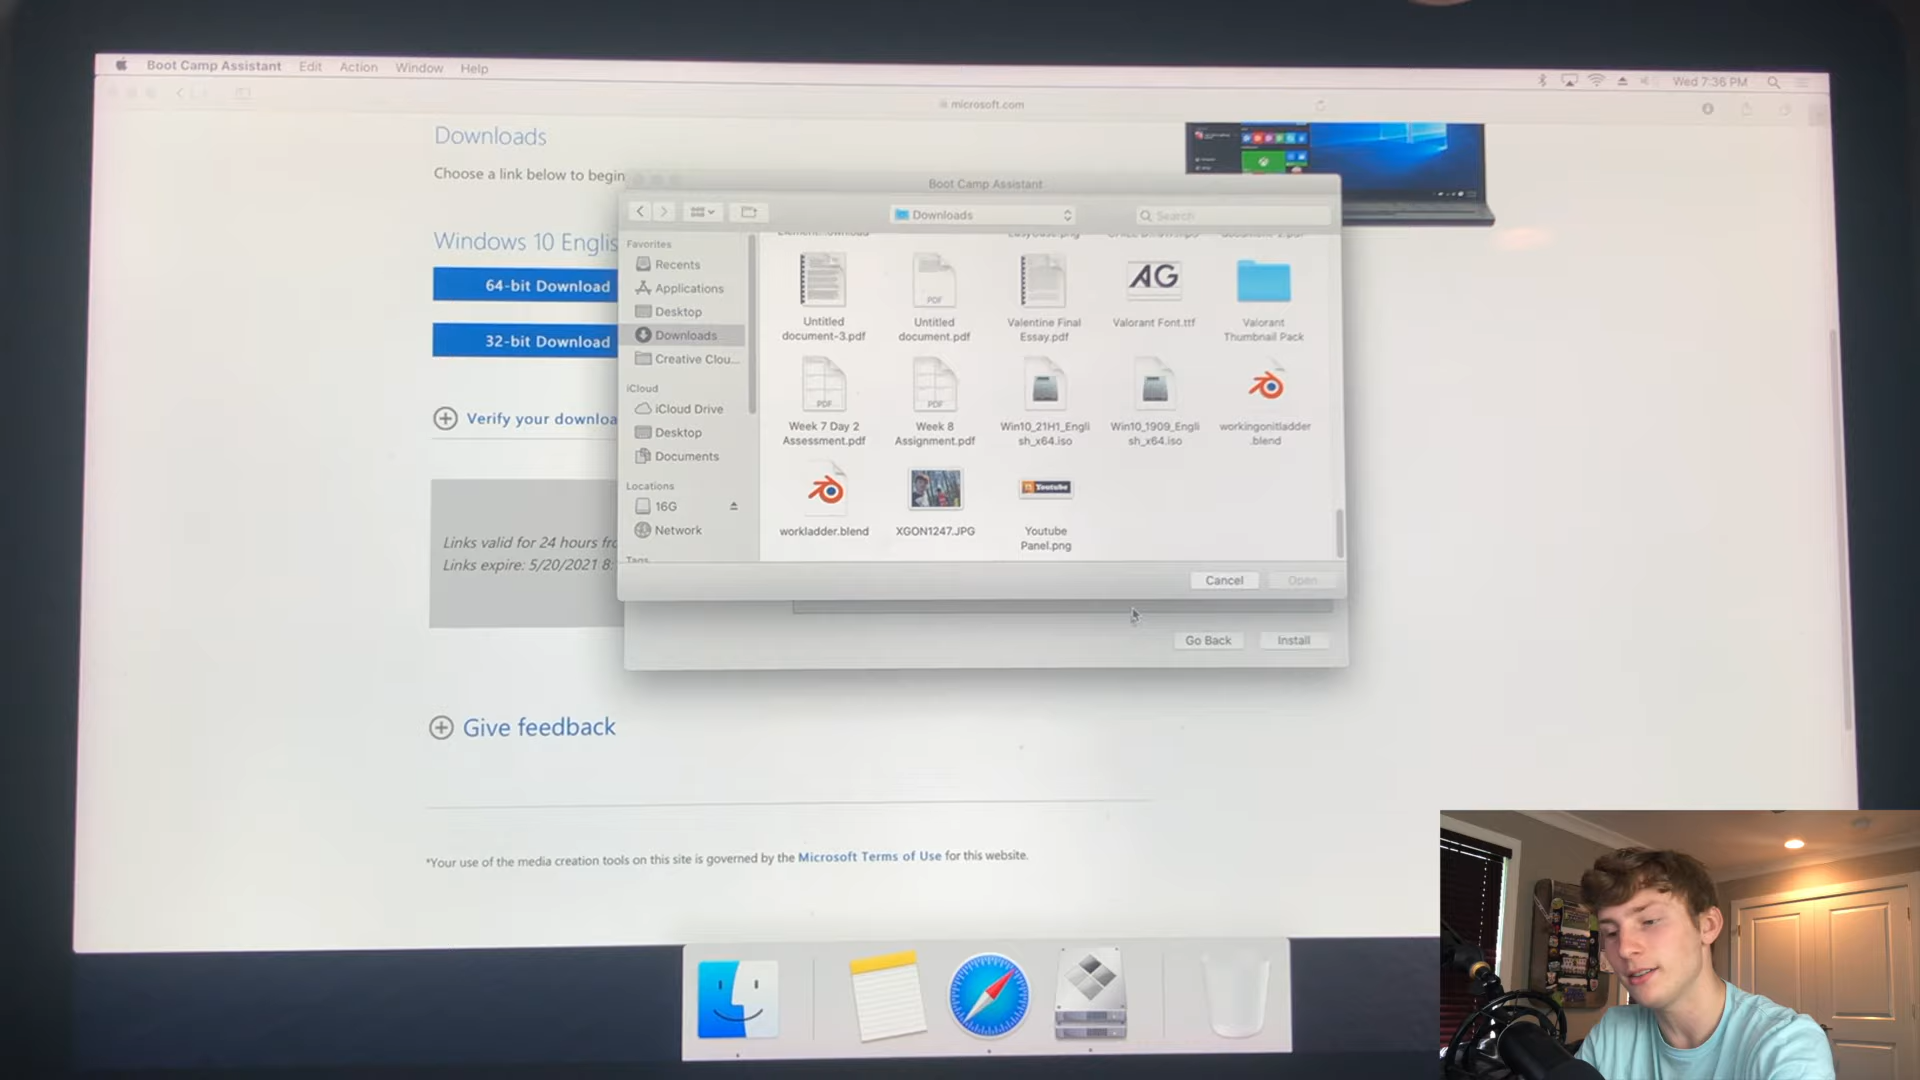 Boot Camp Assistant Edit Action Window Help
Wed 7:36 PM
microsoft.com
Downloads
Choose a link below to begin
Windows 10 Englis
64-bit Download
32-bit Download
Verify your downloa
Links valid for 24 hours fro
Links expire: 5/20/2021 8:
Give feedback
*Your use of the media creation tools on this site is governed by the Microsoft Terms of Use for this website.
Boot Camp Assistant
Downloads
Search
Favorites
Recents
Applications
Desktop
Downloads
Creative Clou...
iCloud
iCloud Drive
Desktop
Documents
Locations
16G
Network
Tags
Untitled
document-3.pdf
Untitled
document.pdf
Valentine Final
Essay.pdf
AG
Valorant Font.ttf
Valorant
Thumbnail Pack
PDF
Week 7 Day 2
Assessment.pdf
PDF
Week 8
Assignment.pdf
PDF
Win10_21H1_Engli
sh_x64.iso
Win10_1909_Engli
sh_x64.iso
workingonitladder
.blend
workladder.blend
XGON1247.JPG
Youtube
Youtube
Panel.png
Cancel
Open
Go Back
Install